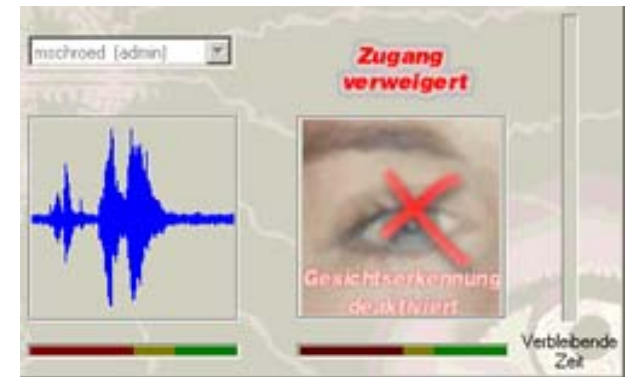 mschroed (admin)
Zugang
verweigert
Gesichtserkennung
deaktiviert
Verbleibende
Zeit